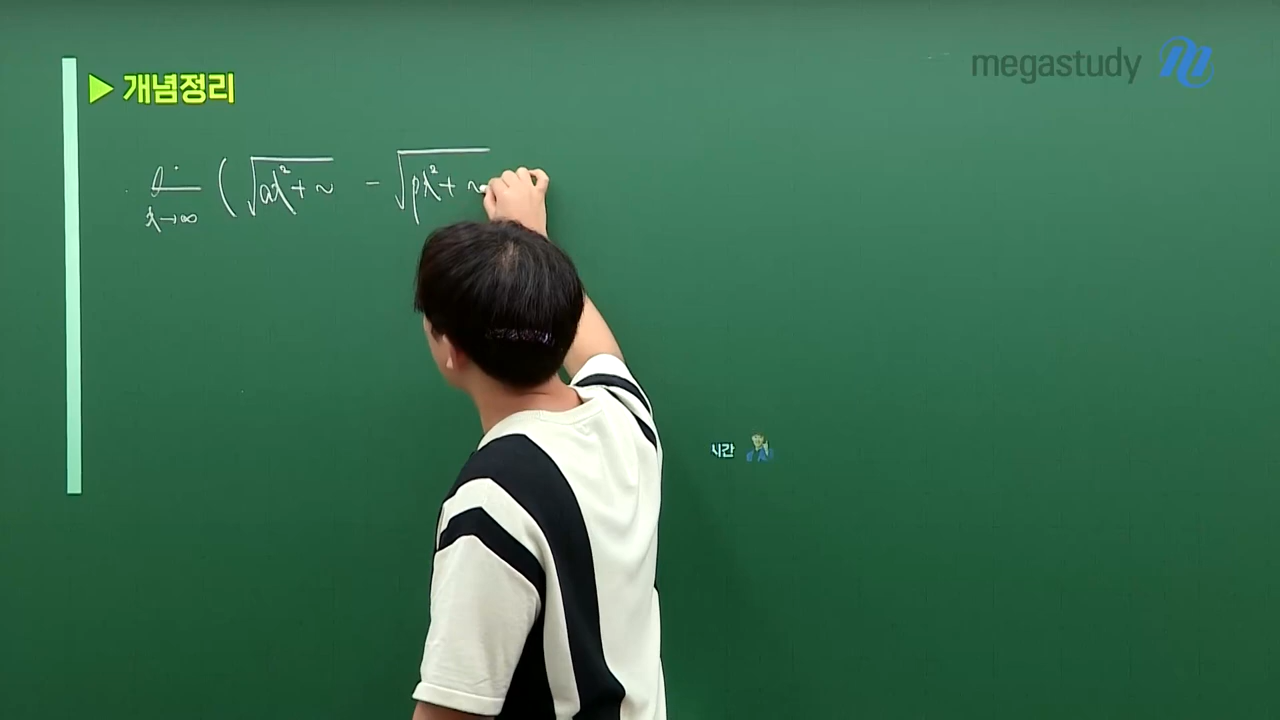 megastudy
▶ 개념정리
lim x→∞ ( √ax²+~ - √px²+~
시간